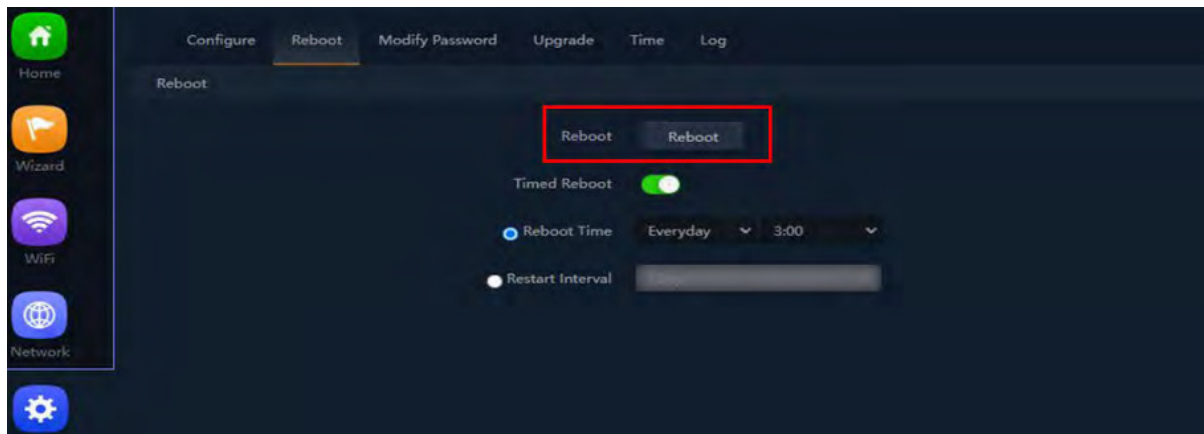 Configure Reboot Modify Password Upgrade Time Log
Home
Reboot
Reboot Reboot
Wizard
Timed Reboot
Reboot Time Everyday 3:00
WiFi
Restart Interval
Network